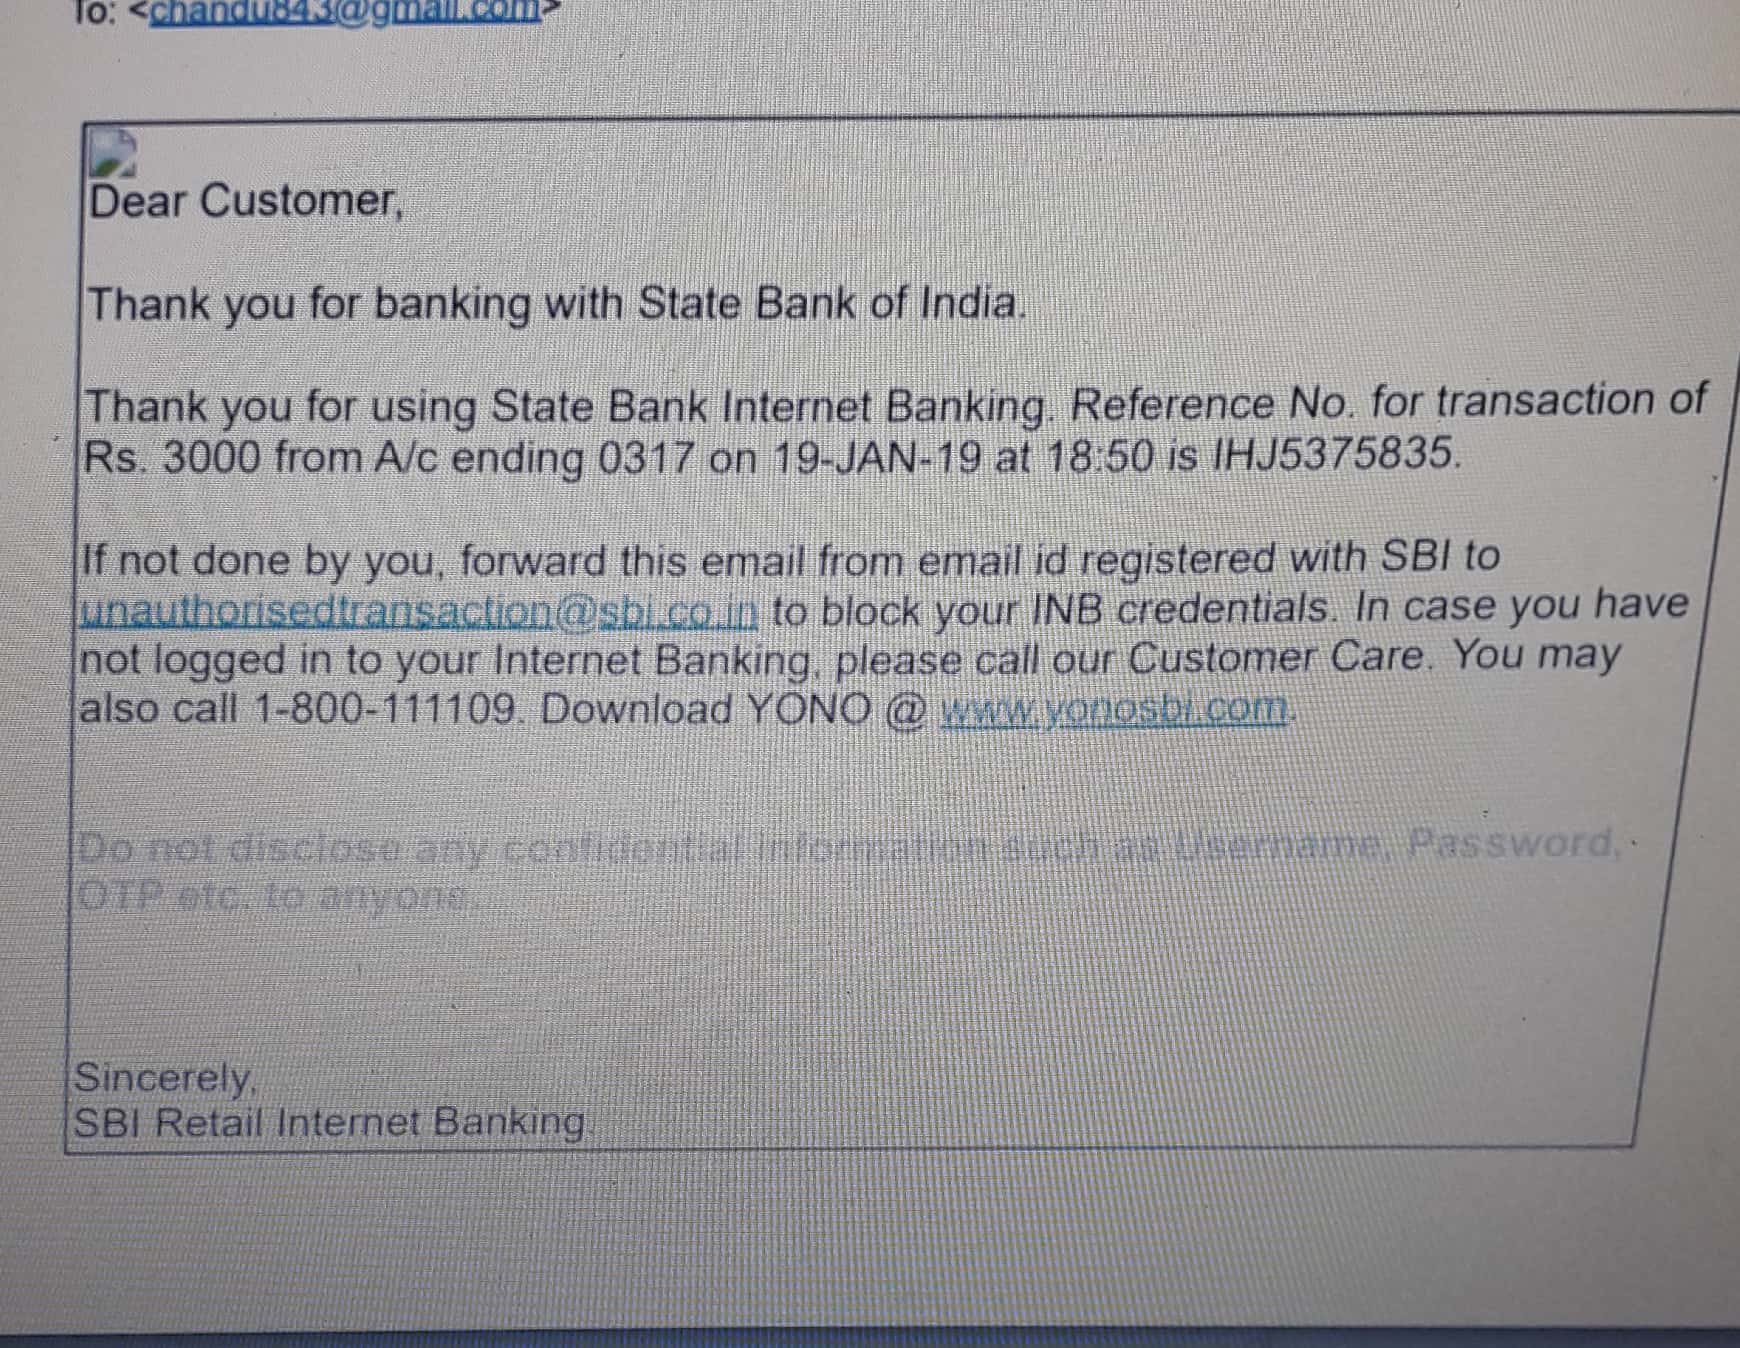 To: <chandu843@gmail.com>
Dear Customer,
Thank you for banking with State Bank of India.
Thank you for using State Bank Internet Banking. Reference No. for transaction of
Rs. 3000 from A/c ending 0317 on 19-JAN-19 at 18:50 is IHJ5375835.
If not done by you, forward this email from email id registered with SBI to
unauthorisedtransaction@sbi.co.in to block your INB credentials. In case you have
not logged in to your Internet Banking, please call our Customer Care. You may
also call 1-800-111109. Download YONO @ www.yonosbi.com.
Do not disclose any confidential information such as Username, Password,
OTP etc. to anyone.
Sincerely,
SBI Retail Internet Banking